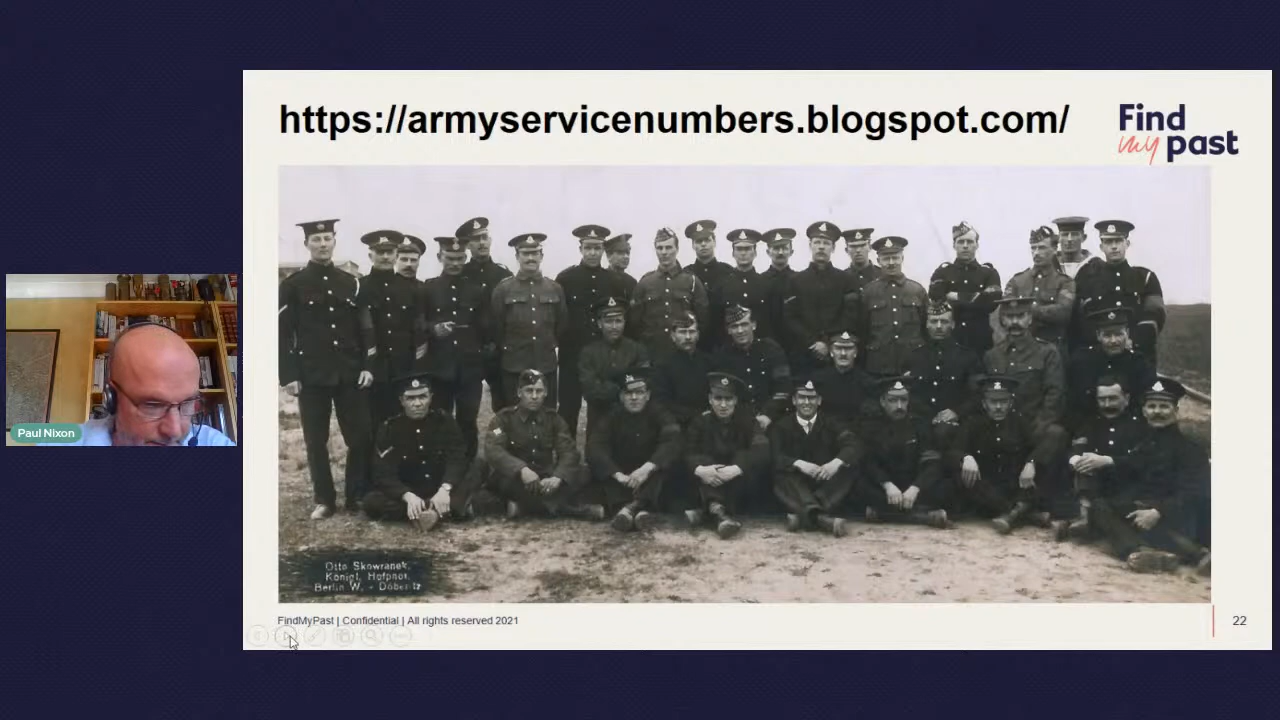 https://armyservicenumbers.blogspot.com/
Find
my past
Paul Nixon
Otto Skowranek,
Königl. Hofphot.
Berlin W. - Döberitz
FindMyPast | Confidential | All rights reserved 2021
22